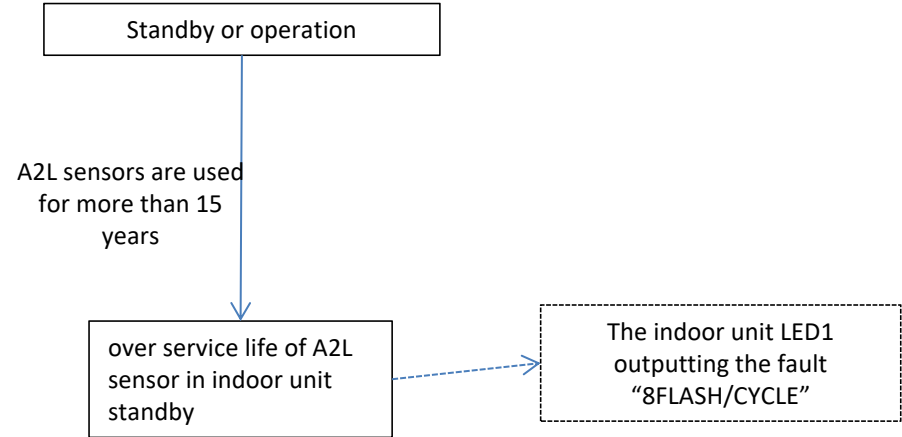 Standby or operation
A2L sensors are used
for more than 15
years
over service life of A2L
sensor in indoor unit
standby
The indoor unit LED1
outputting the fault
“8FLASH/CYCLE”